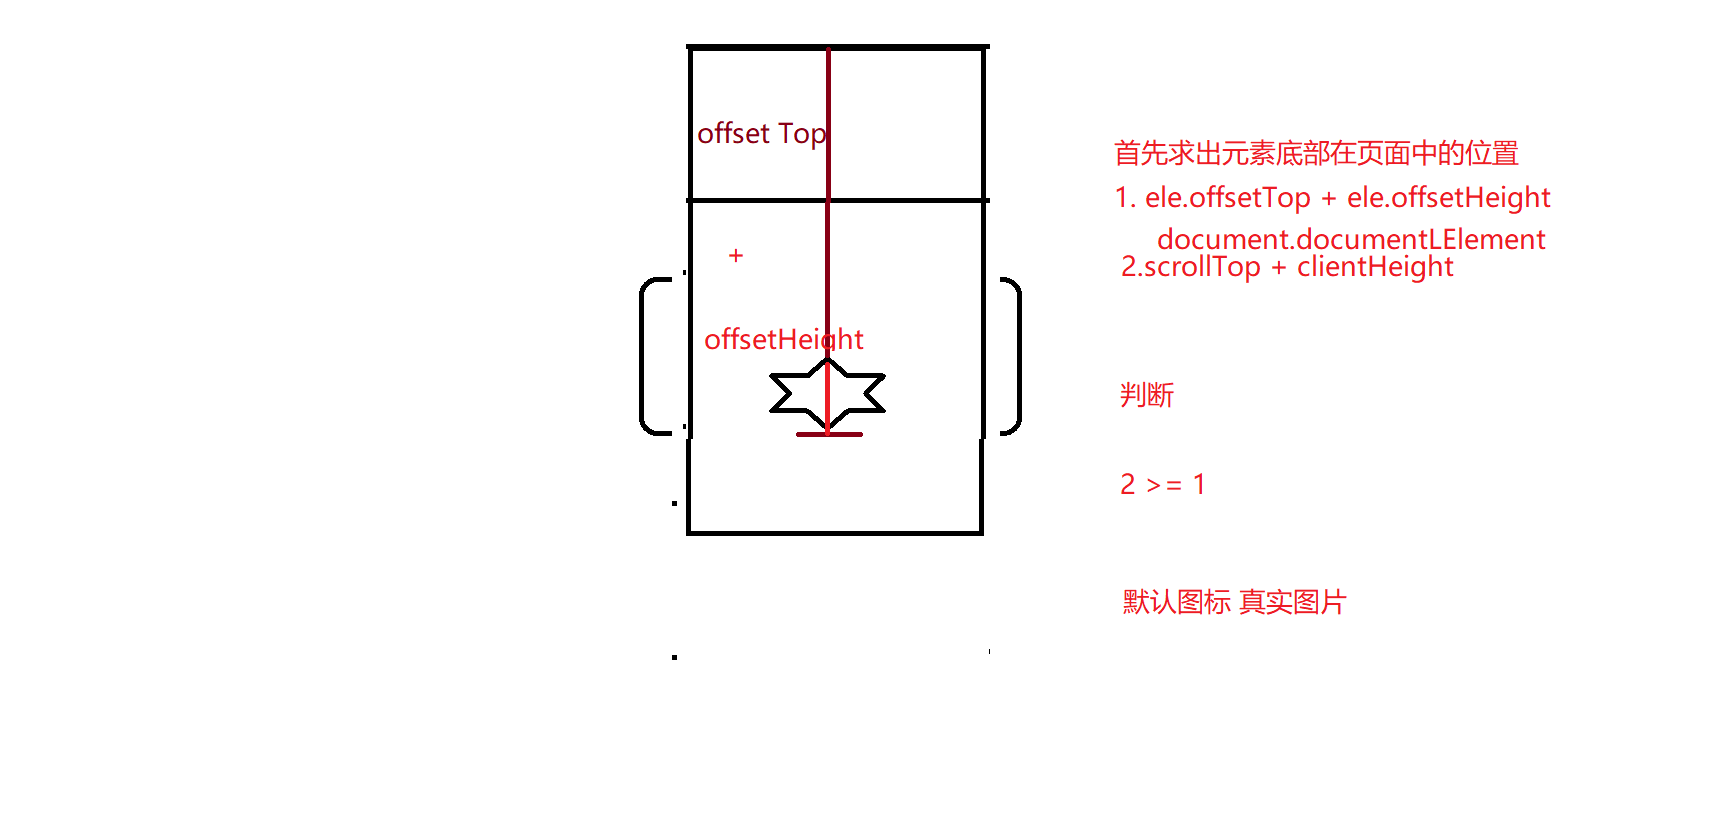 offset Top
+
offsetHeight
首先求出元素底部在页面中的位置
1. ele.offsetTop + ele.offsetHeight
document.documentLElement
2.scrollTop + clientHeight
判断
2 >= 1
默认图标 真实图片